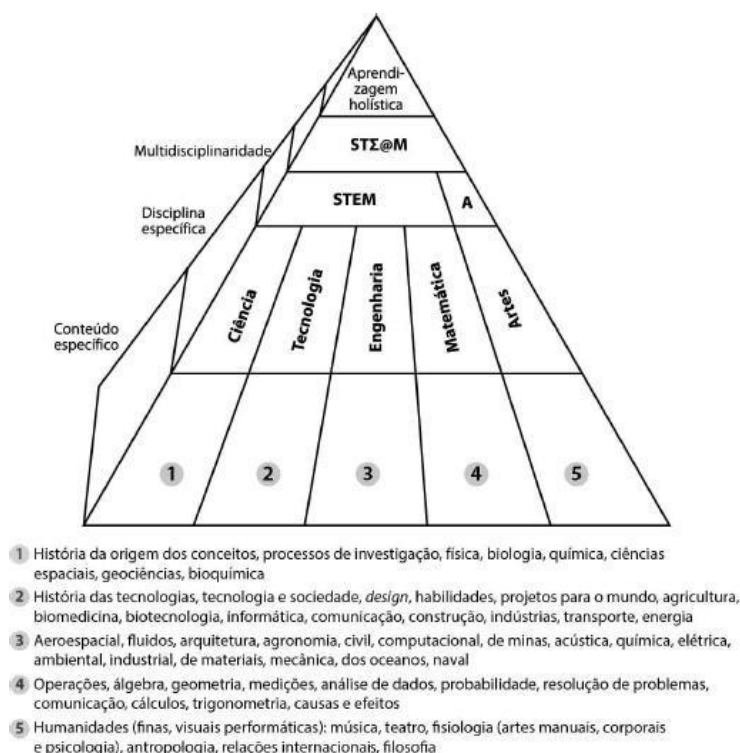 Aprendi-
zagem
holística
Multidisciplinaridade
STΣ@M
Disciplina
específica
STEM
A
Conteúdo
específico
Ciência
Tecnologia
Engenharia
Matemática
Artes
1
2
3
4
5
1 História da origem dos conceitos, processos de investigação, física, biologia, química, ciências
espaciais, geociências, bioquímica
2 História das tecnologias, tecnologia e sociedade, design, habilidades, projetos para o mundo, agricultura,
biomedicina, biotecnologia, informática, comunicação, construção, indústrias, transporte, energia
3 Aeroespacial, fluidos, arquitetura, agronomia, civil, computacional, de minas, acústica, química, elétrica,
ambiental, industrial, de materiais, mecânica, dos oceanos, naval
4 Operações, álgebra, geometria, medições, análise de dados, probabilidade, resolução de problemas,
comunicação, cálculos, trigonometria, causas e efeitos
5 Humanidades (finas, visuais performáticas): música, teatro, fisiologia (artes manuais, corporais
e psicologia), antropologia, relações internacionais, filosofia